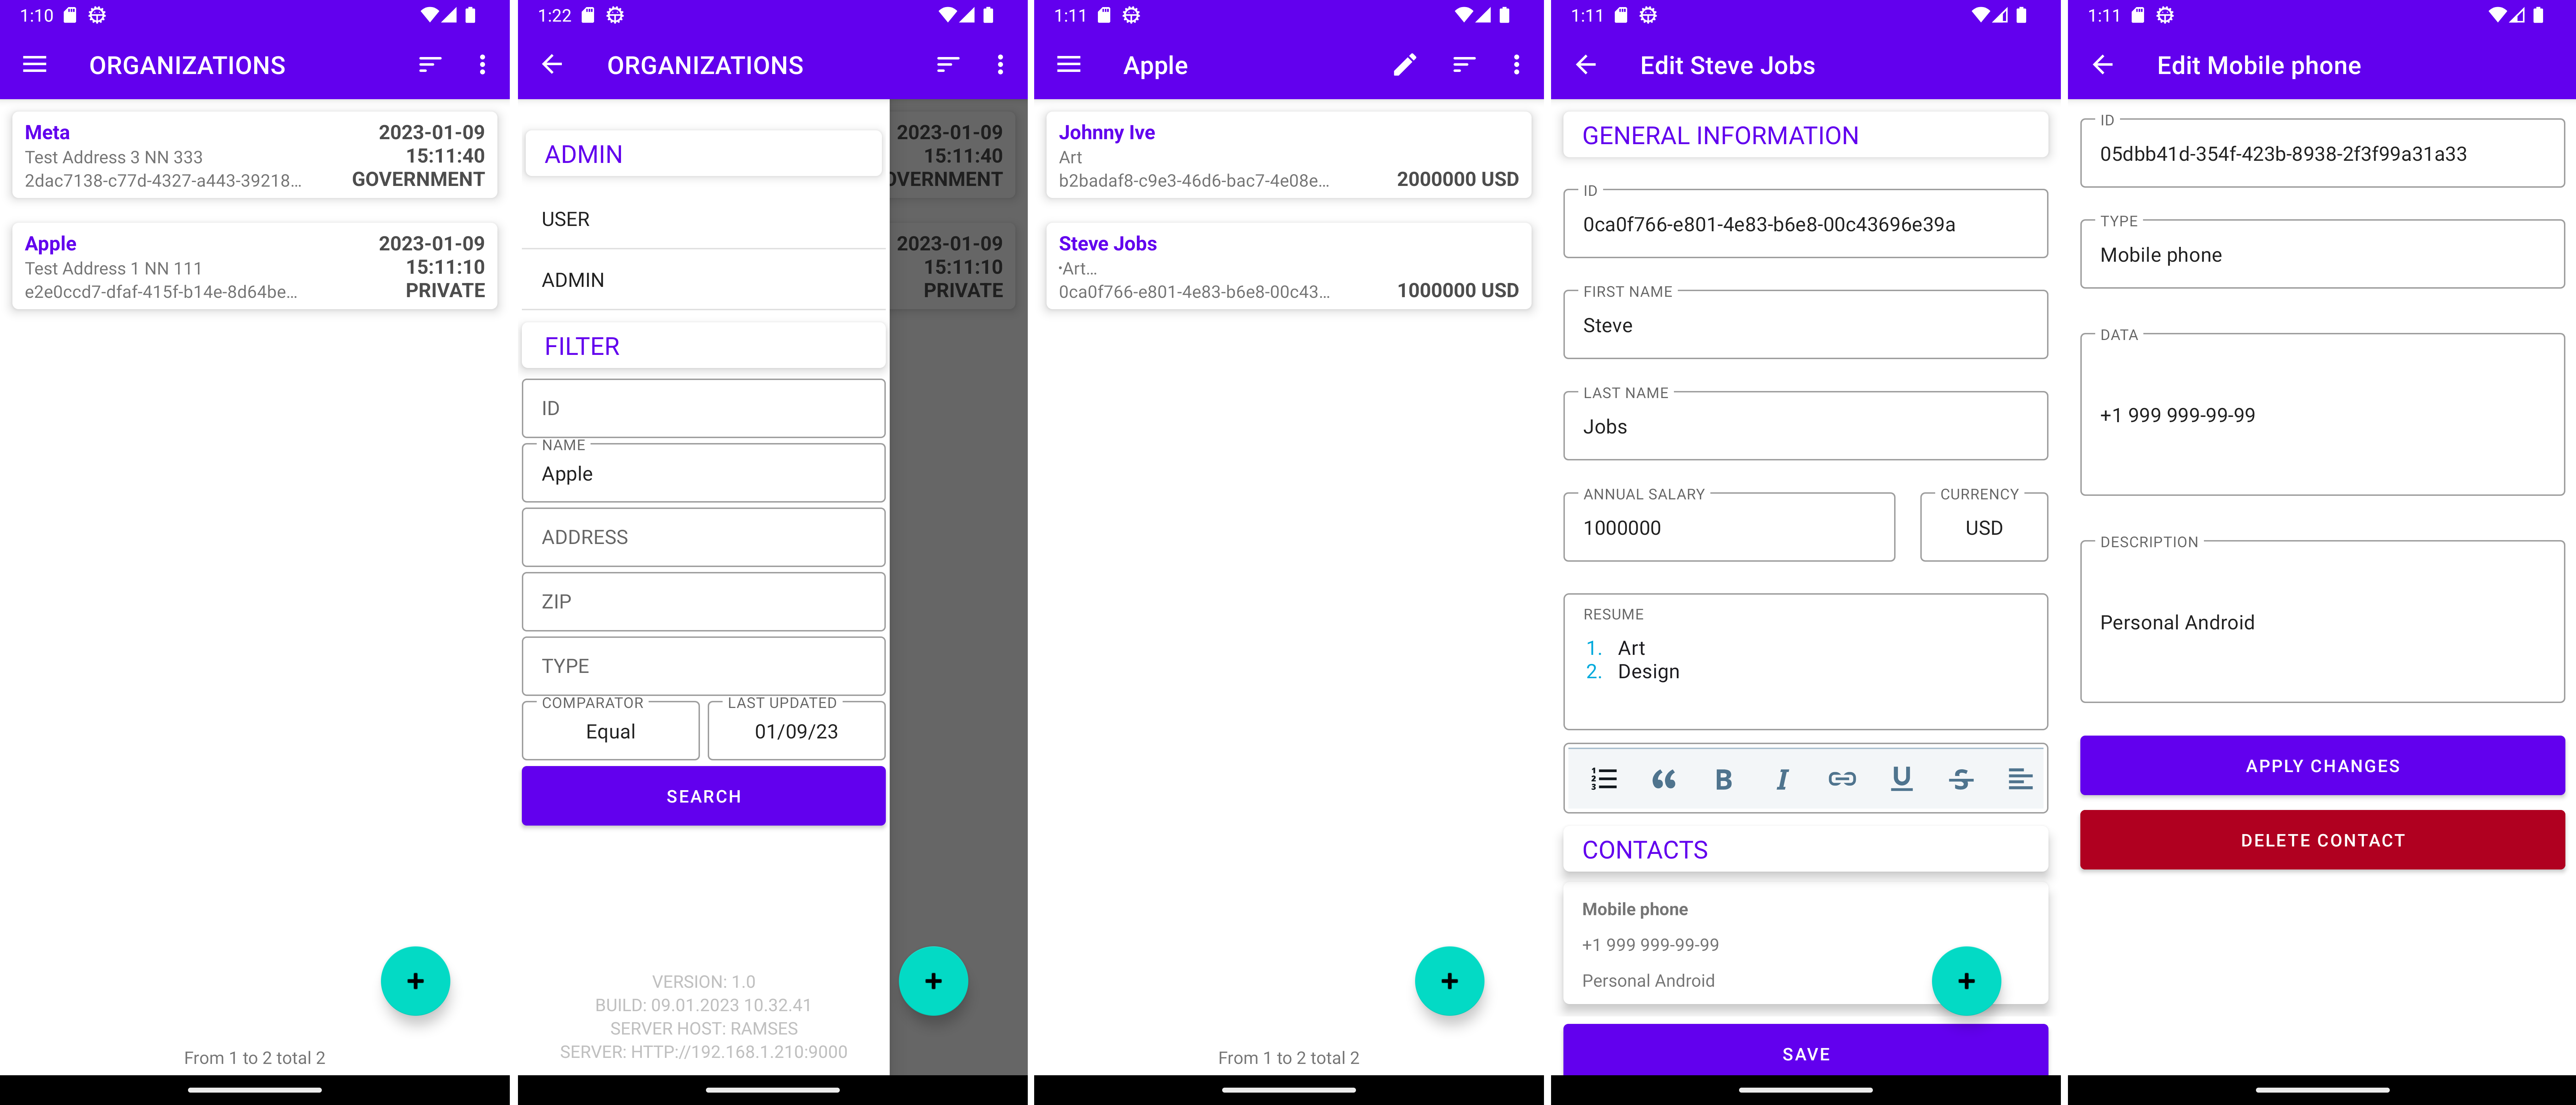 1:10
ORGANIZATIONS
Meta
2023-01-09
Test Address 3 NN 333
15:11:40
2dac7138-c77d-4327-a443-39218...
GOVERNMENT
Apple
2023-01-09
Test Address 1 NN 111
15:11:10
e2e0ccd7-dfaf-415f-b14e-8d64be...
PRIVATE
From 1 to 2 total 2
1:22
ORGANIZATIONS
ADMIN
USER
ADMIN
FILTER
ID
NAME
Apple
ADDRESS
ZIP
TYPE
COMPARATOR
Equal
LAST UPDATED
01/09/23
SEARCH
VERSION: 1.0
BUILD: 09.01.2023 10.32.41
SERVER HOST: RAMSES
SERVER: HTTP://192.168.1.210:9000
2023-01-09
15:11:40
OVERNMENT
2023-01-09
15:11:10
PRIVATE
1:11
Apple
Johnny Ive
Art
b2badaf8-c9e3-46d6-bac7-4e08e...
2000000 USD
Steve Jobs
·Art...
0ca0f766-e801-4e83-b6e8-00c43...
1000000 USD
From 1 to 2 total 2
1:11
Edit Steve Jobs
GENERAL INFORMATION
ID
0ca0f766-e801-4e83-b6e8-00c43696e39a
FIRST NAME
Steve
LAST NAME
Jobs
ANNUAL SALARY
1000000
CURRENCY
USD
RESUME
1. Art
2. Design
B I U S
CONTACTS
Mobile phone
+1 999 999-99-99
Personal Android
SAVE
1:11
Edit Mobile phone
ID
05dbb41d-354f-423b-8938-2f3f99a31a33
TYPE
Mobile phone
DATA
+1 999 999-99-99
DESCRIPTION
Personal Android
APPLY CHANGES
DELETE CONTACT